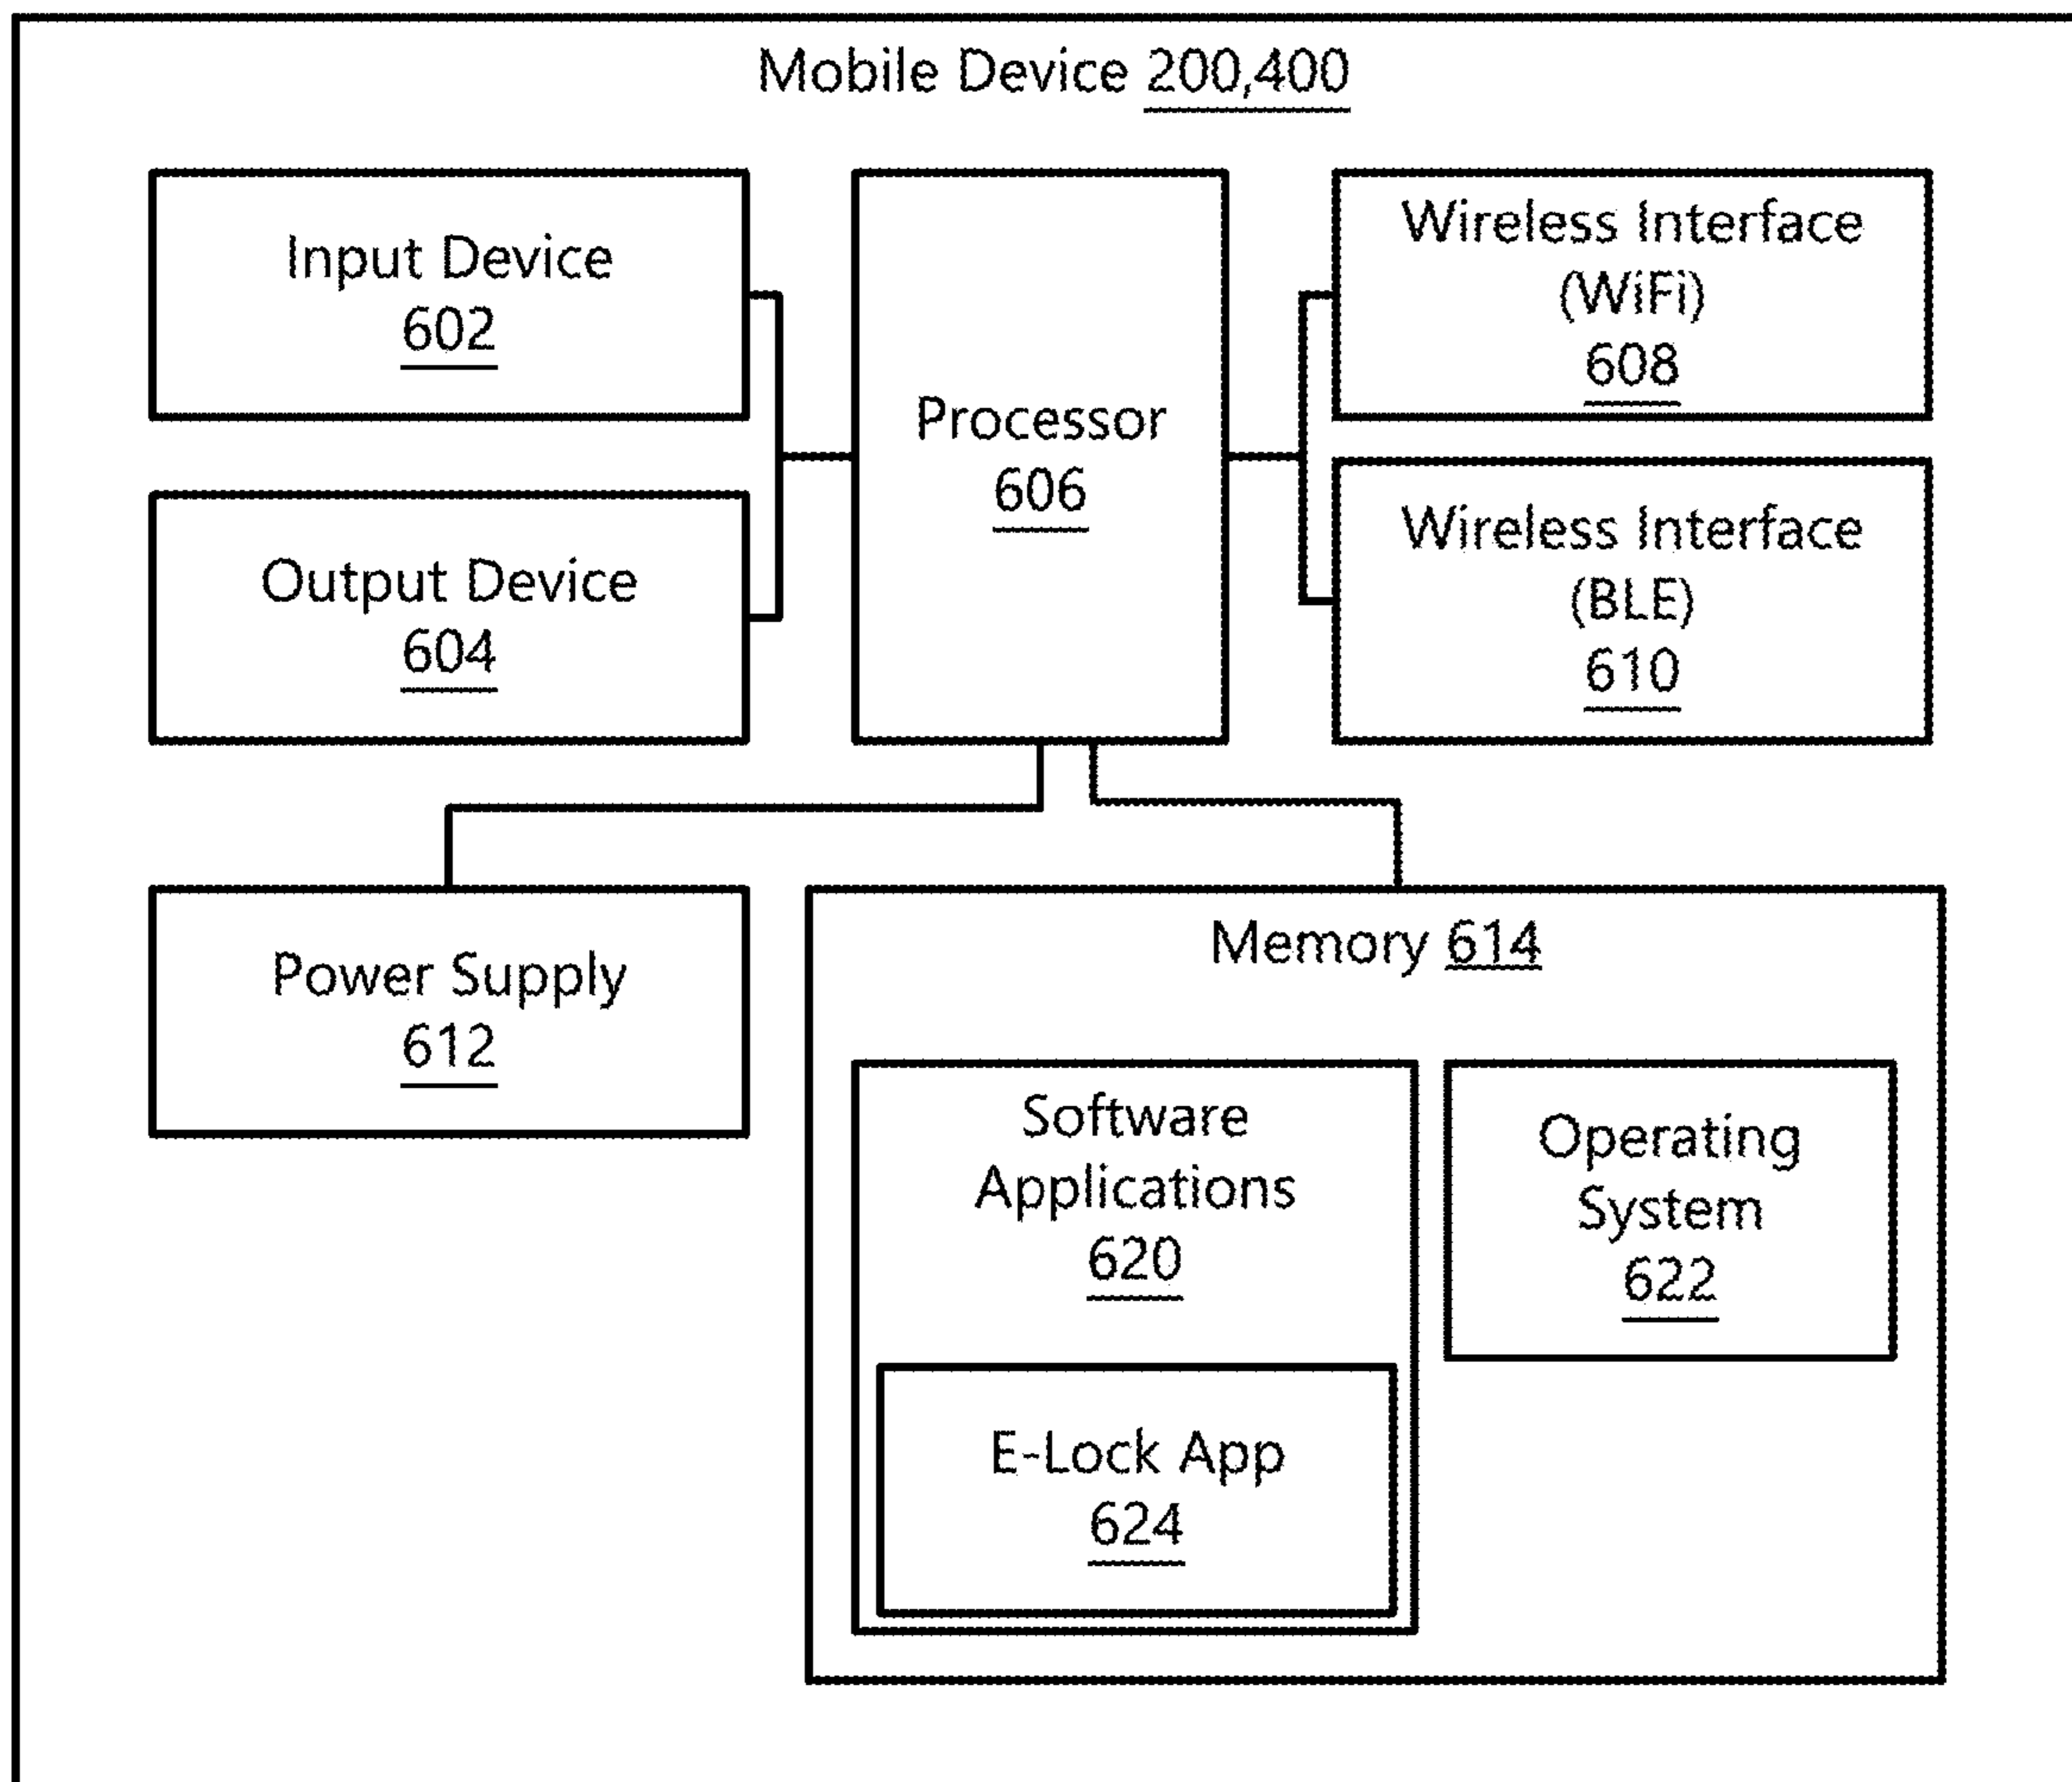 Mobile Device 200,400
Input Device
602
Output Device
604
Processor
606
Wireless Interface
(WiFi)
608
Wireless Interface
(BLE)
610
Power Supply
612
Memory 614
Software
Applications
620
E-Lock App
624
Operating
System
622